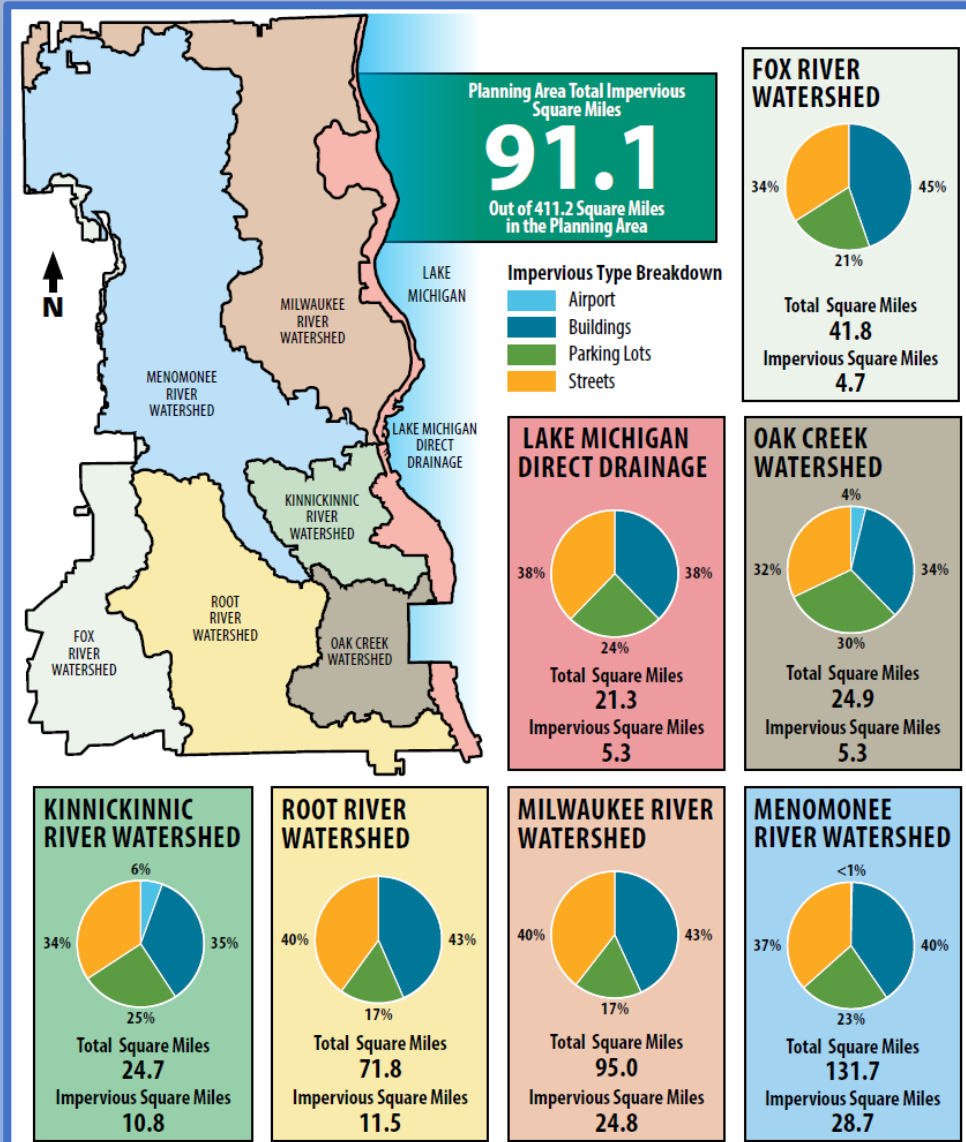 Planning Area Total Impervious
Square Miles
91.1
Out of 411.2 Square Miles
in the Planning Area
N
LAKE
MICHIGAN
MILWAUKEE
RIVER
WATERSHED
MENOMONEE
RIVER
WATERSHED
LAKE MICHIGAN
DIRECT
DRAINAGE
KINNICKINNIC
RIVER
WATERSHED
ROOT
RIVER
WATERSHED
FOX
RIVER
WATERSHED
OAK CREEK
WATERSHED
Impervious Type Breakdown
Airport
Buildings
Parking Lots
Streets
FOX RIVER
WATERSHED
34%
45%
21%
Total Square Miles
41.8
Impervious Square Miles
4.7
LAKE MICHIGAN
DIRECT DRAINAGE
38%
38%
24%
Total Square Miles
21.3
Impervious Square Miles
5.3
OAK CREEK
WATERSHED
4%
32%
34%
30%
Total Square Miles
24.9
Impervious Square Miles
5.3
KINNICKINNIC
RIVER WATERSHED
6%
34%
35%
25%
Total Square Miles
24.7
Impervious Square Miles
10.8
ROOT RIVER
WATERSHED
40%
43%
17%
Total Square Miles
71.8
Impervious Square Miles
11.5
MILWAUKEE RIVER
WATERSHED
40%
43%
17%
Total Square Miles
95.0
Impervious Square Miles
24.8
MENOMONEE
RIVER WATERSHED
<1%
37%
40%
23%
Total Square Miles
131.7
Impervious Square Miles
28.7